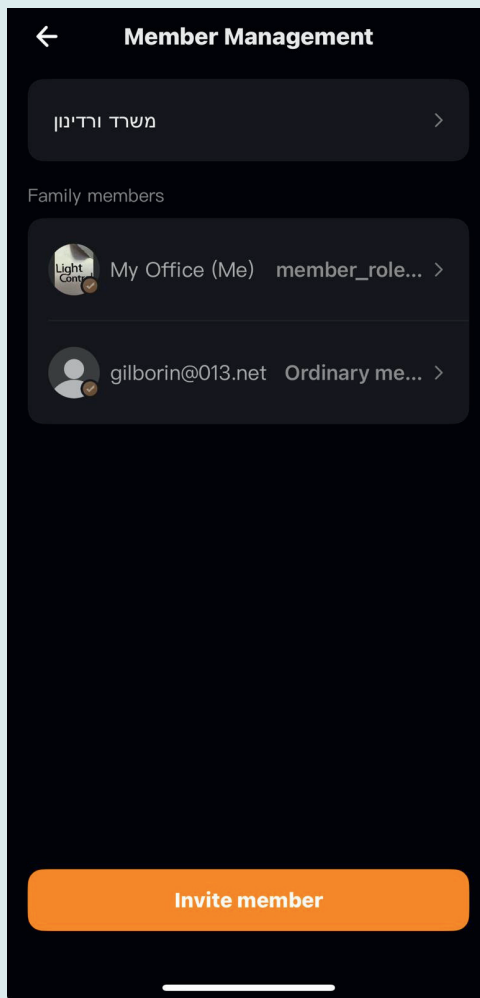 Member Management
משרד ורדינון
Family members
Light
Control
My Office (Me) member_role...
gilborin@013.net Ordinary me...
Invite member